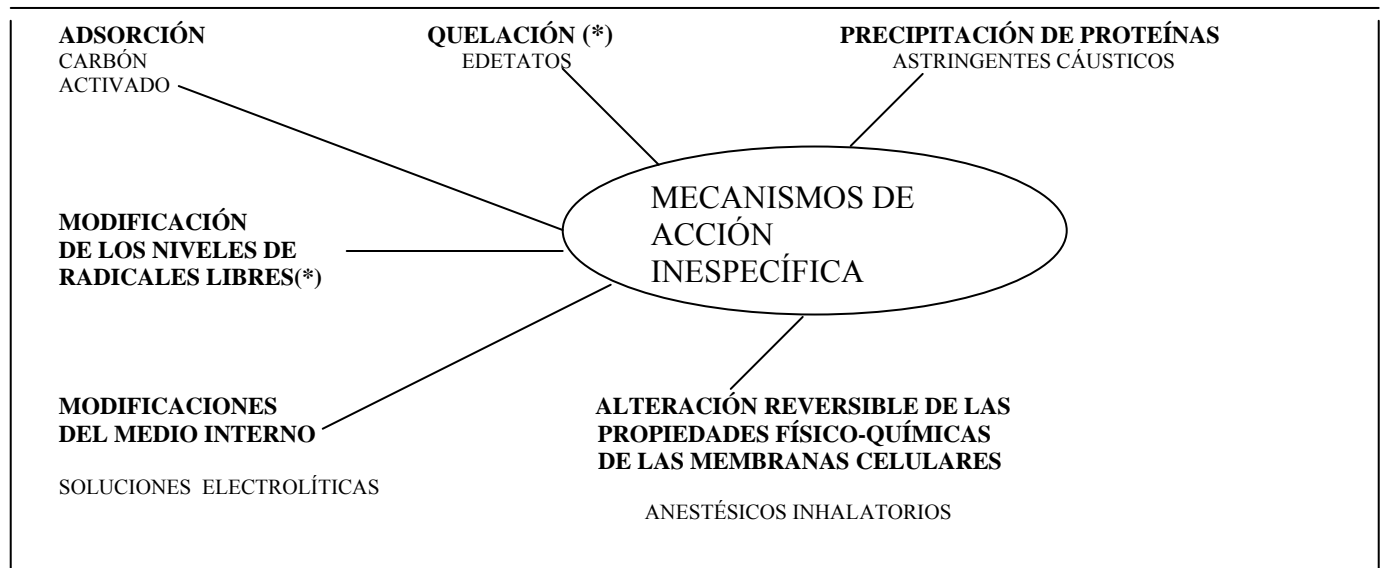 ADSORCIÓN
CARBÓN
ACTIVADO
QUELACIÓN (*)
EDETATOS
PRECIPITACIÓN DE PROTEÍNAS
ASTRINGENTES CÁUSTICOS
MECANISMOS DE
ACCIÓN
INESPECÍFICA
MODIFICACIÓN
DE LOS NIVELES DE
RADICALES LIBRES(*)
MODIFICACIONES
DEL MEDIO INTERNO
SOLUCIONES ELECTROLÍTICAS
ALTERACIÓN REVERSIBLE DE LAS
PROPIEDADES FÍSICO-QUÍMICAS
DE LAS MEMBRANAS CELULARES
ANESTÉSICOS INHALATORIOS